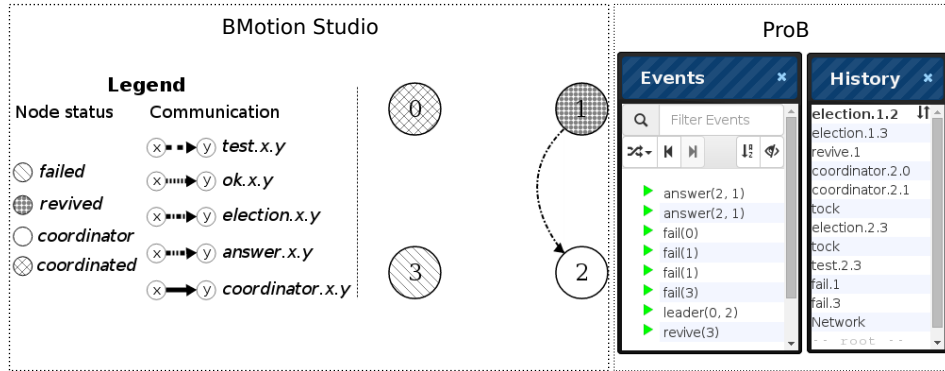 BMotion Studio
Legend
Node status Communication
failed
revived
coordinator
coordinated
x y test.x.y
x y ok.x.y
x y election.x.y
x y answer.x.y
x y coordinator.x.y
0
1
3
2
ProB
Events ×
Filter Events
answer(2, 1)
answer(2, 1)
fail(0)
fail(1)
fail(1)
fail(3)
leader(0, 2)
revive(3)
History ×
election.1.2
election.1.3
revive.1
coordinator.2.0
coordinator.2.1
tock
election.2.3
tock
test.2.3
fail.1
fail.3
Network
-- root --